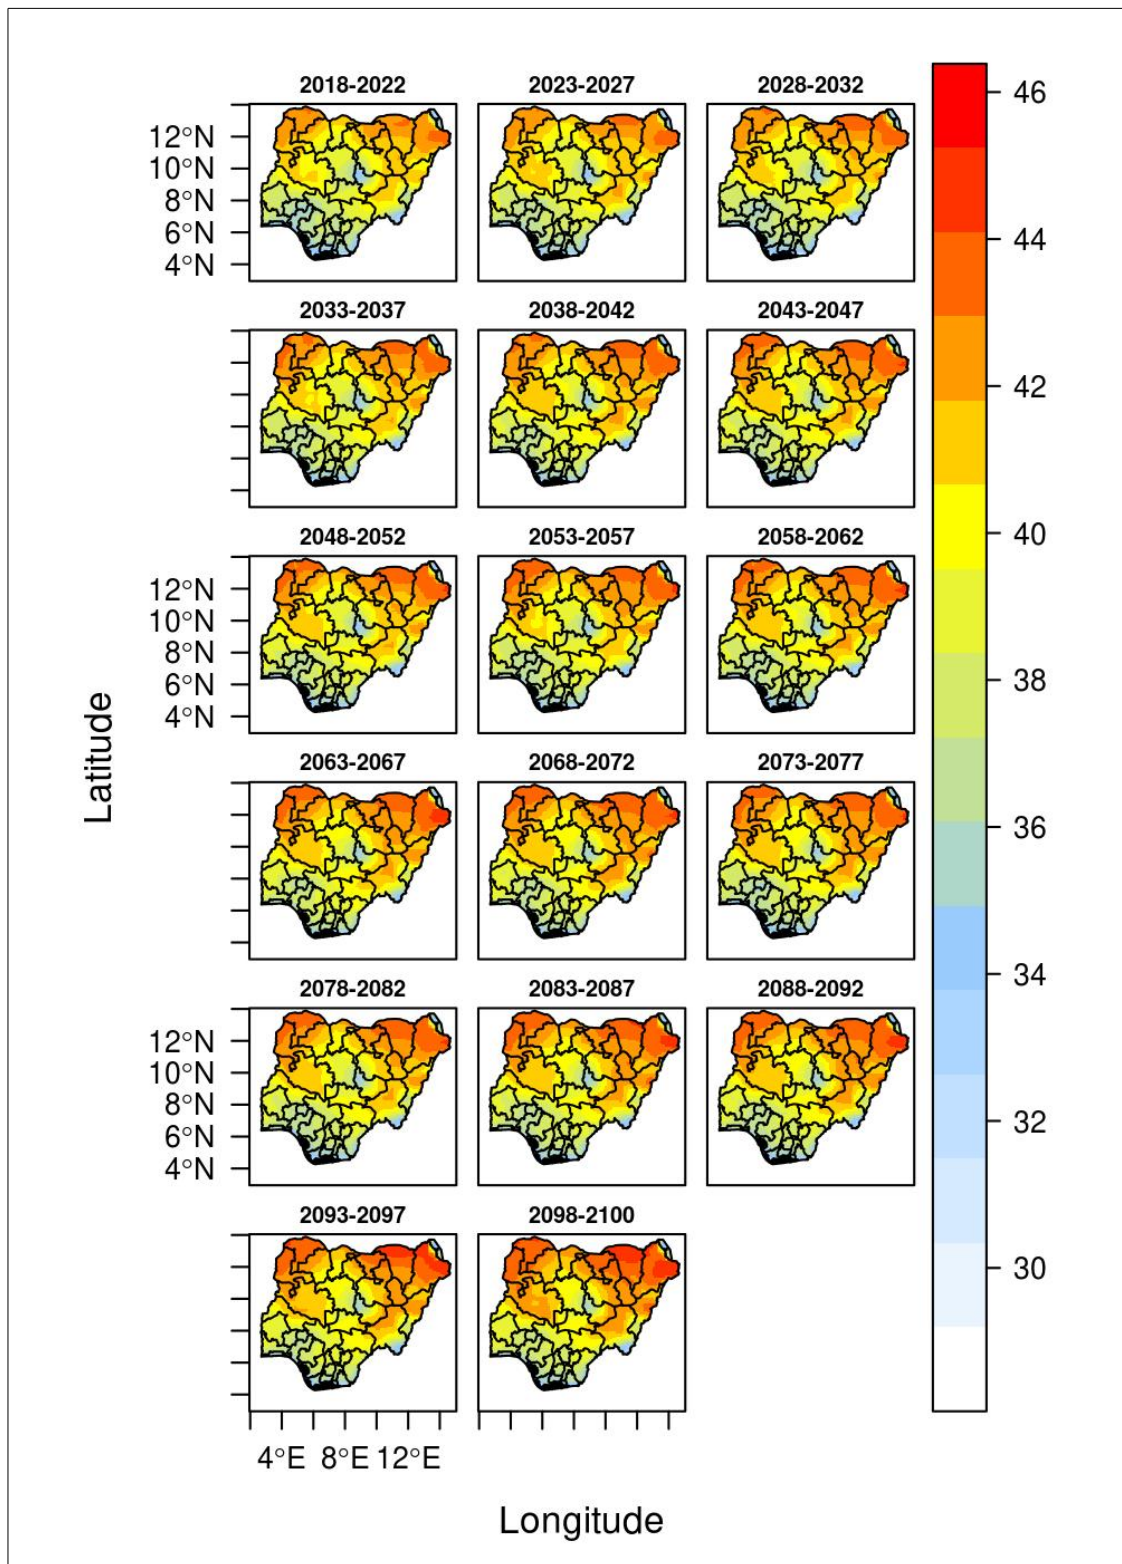 2018-2022 2023-2027 2028-2032
46
12°N
10°N
8°N
6°N
4°N
44
2033-2037 2038-2042 2043-2047
42
2048-2052 2053-2057 2058-2062
40
12°N
10°N
8°N
6°N
4°N
38
Latitude
2063-2067 2068-2072 2073-2077
36
2078-2082 2083-2087 2088-2092
34
12°N
10°N
8°N
6°N
4°N
32
2093-2097 2098-2100
30
4°E 8°E 12°E
Longitude